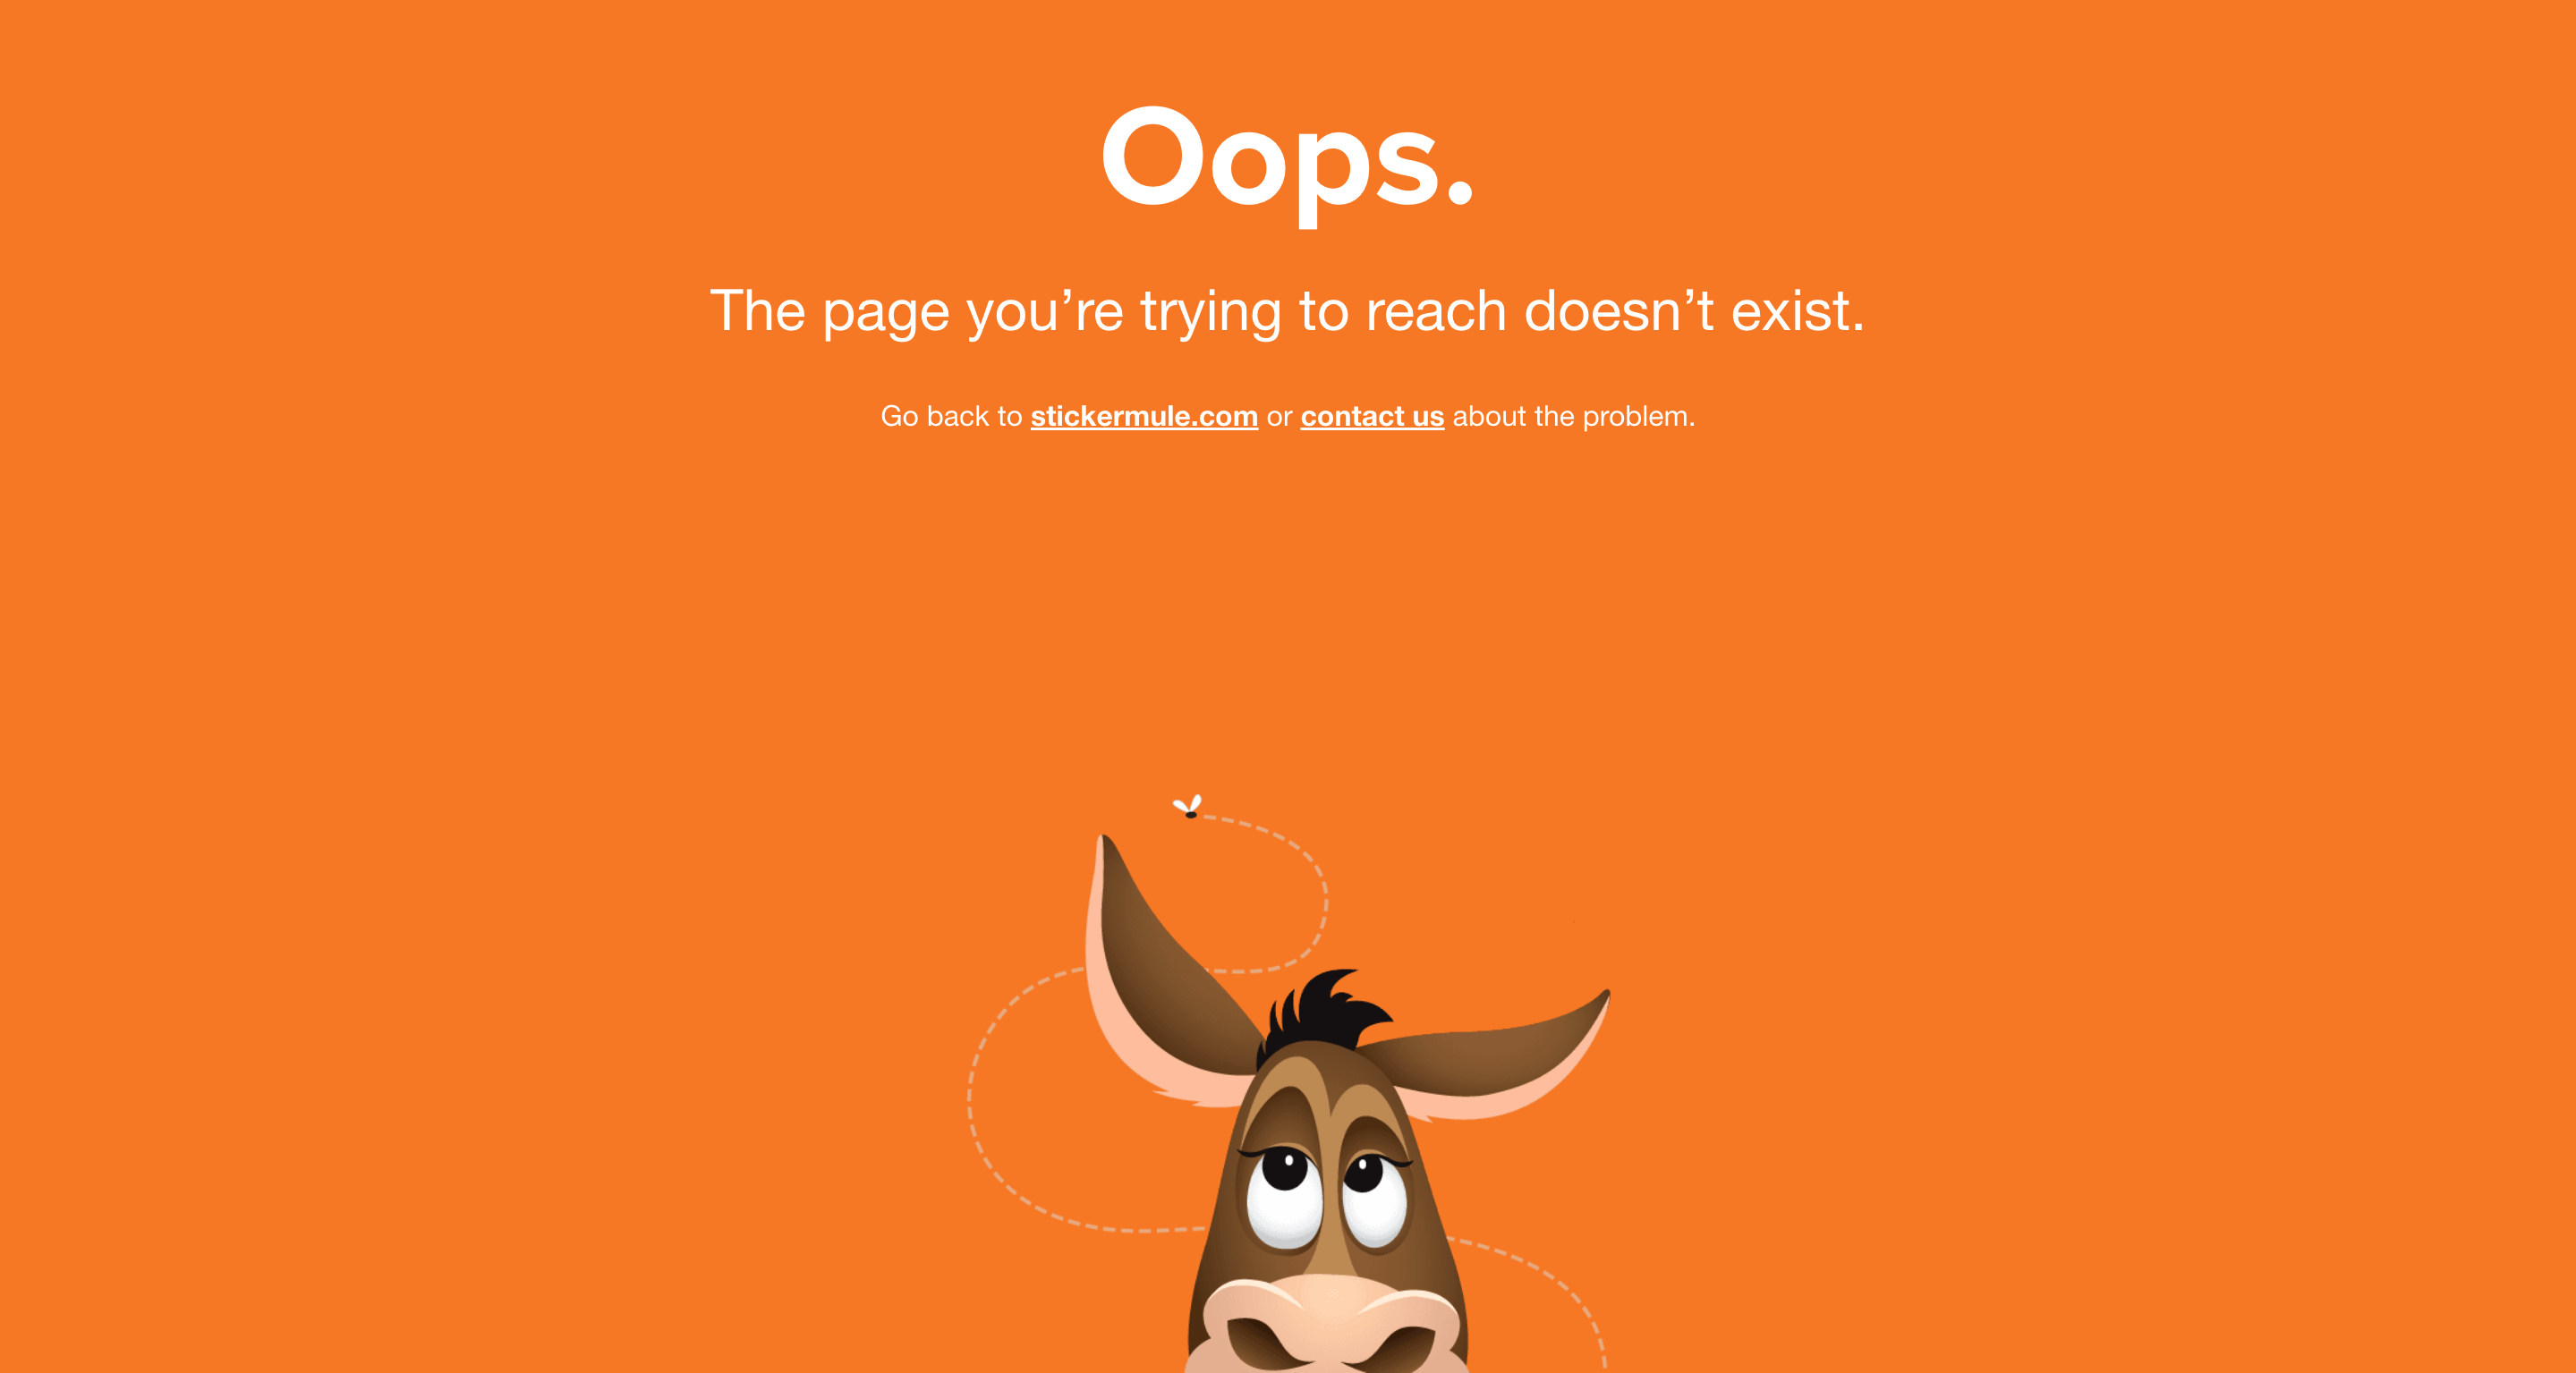 Oops.
The page you’re trying to reach doesn’t exist.
Go back to stickermule.com or contact us about the problem.